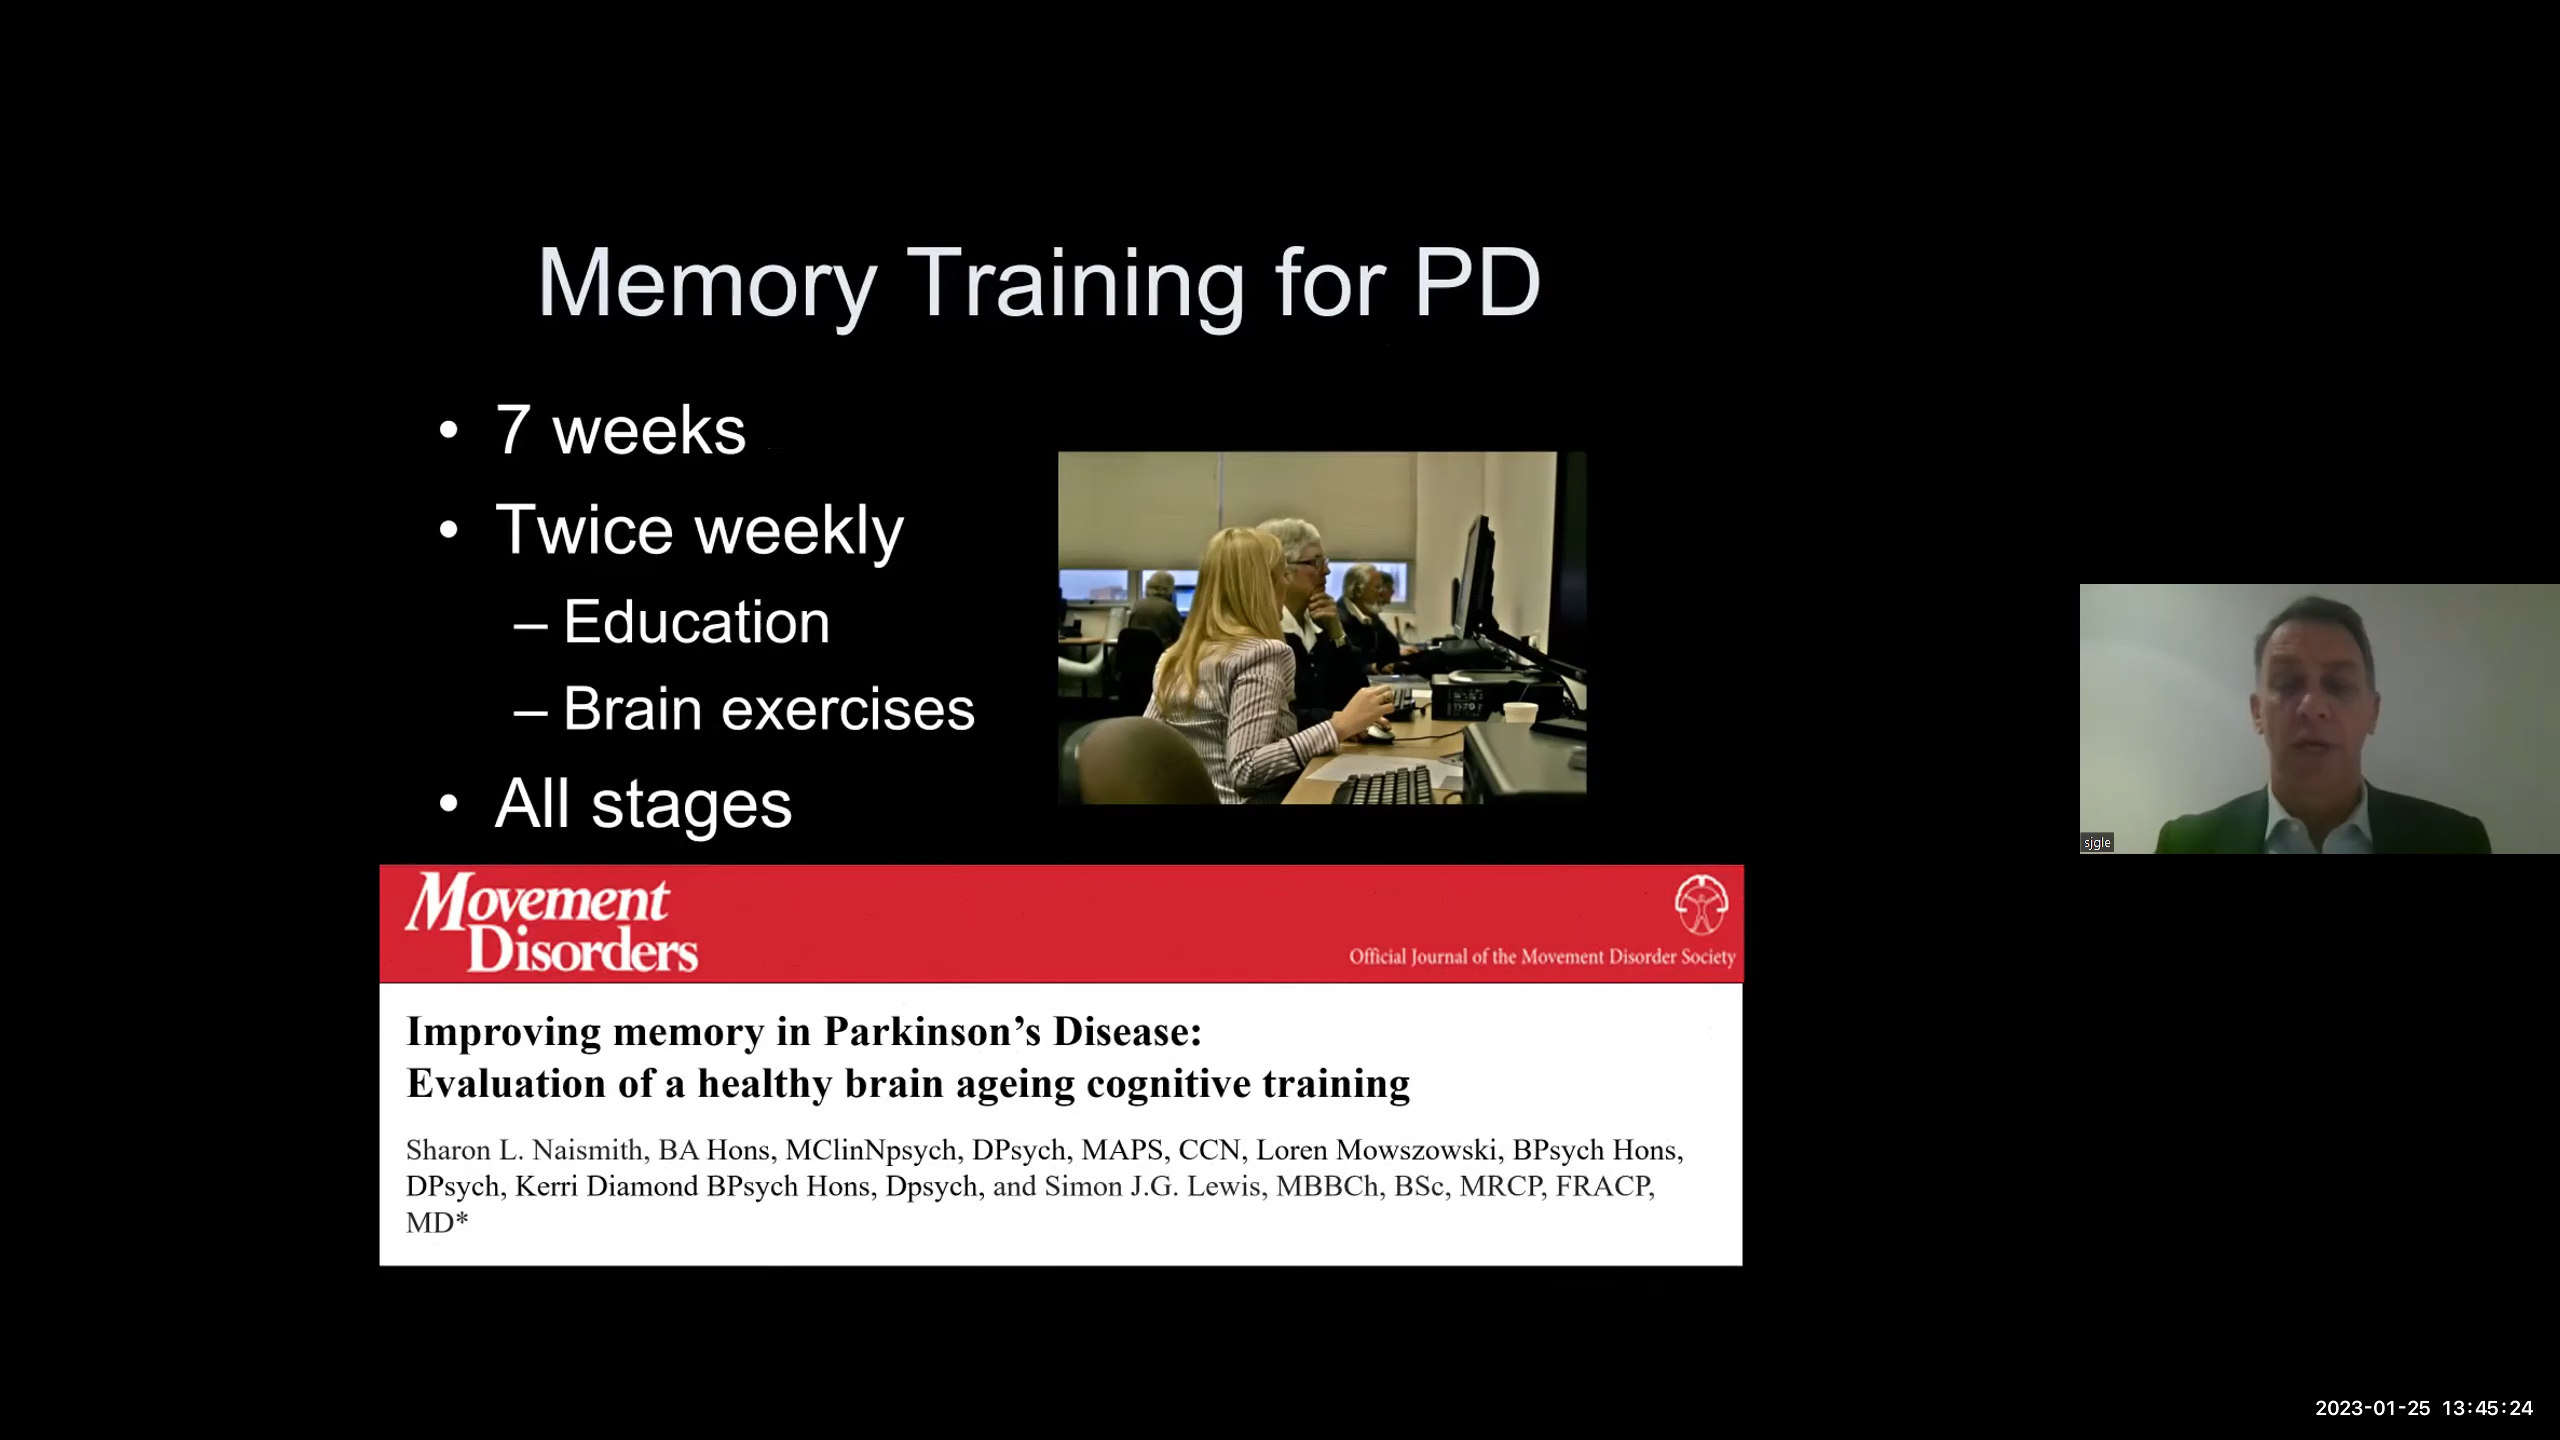 Memory Training for PD
• 7 weeks
• Twice weekly
– Education
– Brain exercises
• All stages
Movement
Disorders
Official Journal of the Movement Disorder Society
Improving memory in Parkinson’s Disease:
Evaluation of a healthy brain ageing cognitive training
Sharon L. Naismith, BA Hons, MClinNpsych, DPsych, MAPS, CCN, Loren Mowszowski, BPsych Hons,
DPsych, Kerri Diamond BPsych Hons, Dpsych, and Simon J.G. Lewis, MBBCh, BSc, MRCP, FRACP,
MD*
sjgle
2023-01-25 13:45:24